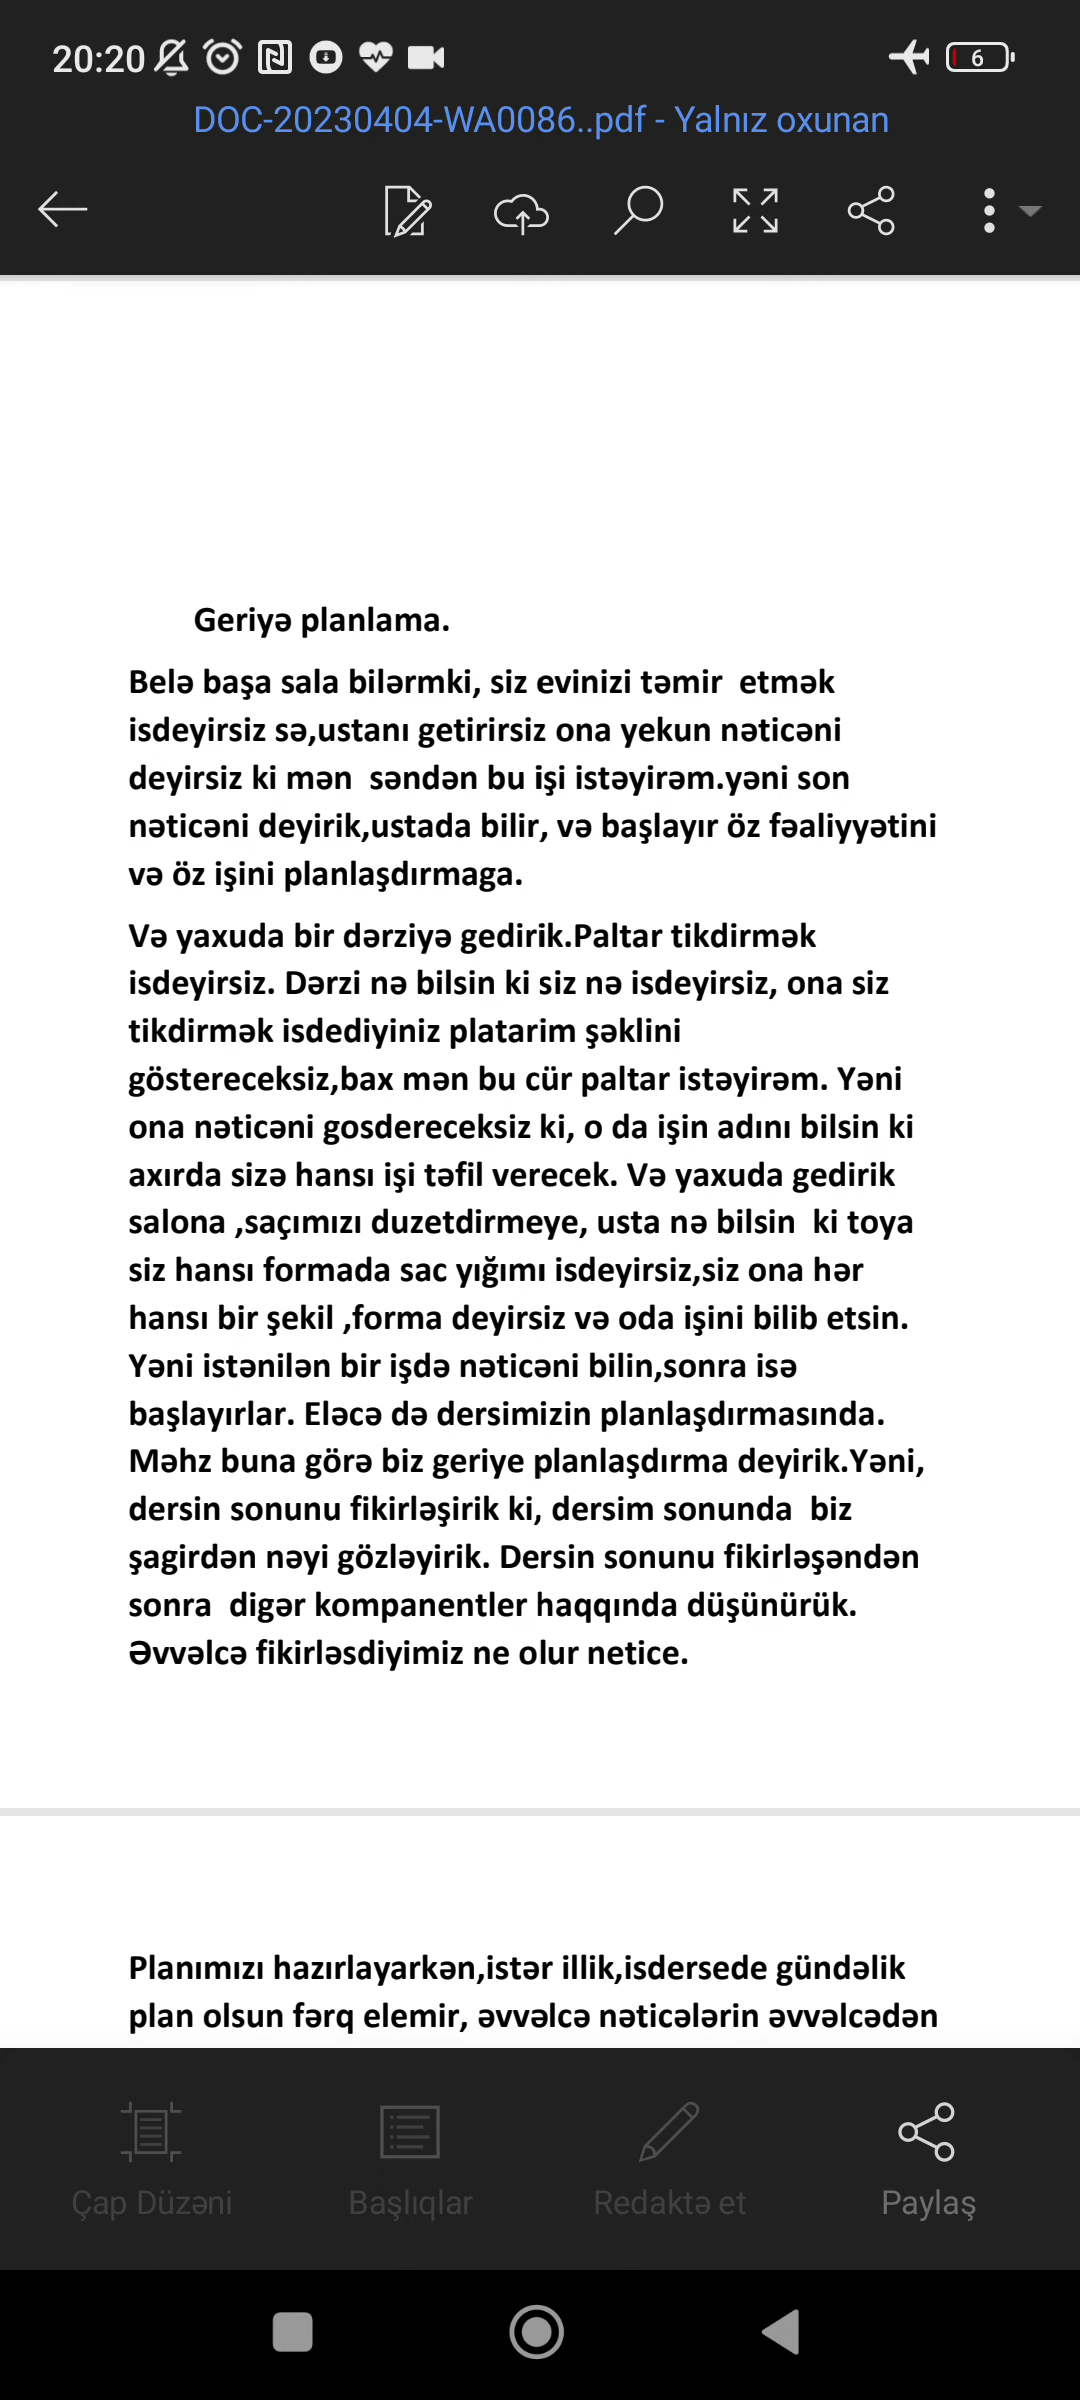 20:20
6
DOC-20230404-WA0086..pdf - Yalnız oxunan
Geriyə planlama.
Belə başa sala bilərmki, siz evinizi təmir  etmək
isdeyirsiz sə,ustanı getirirsiz ona yekun nəticəni
deyirsiz ki mən  səndən bu işi istəyirəm.yəni son
nəticəni deyirik,ustada bilir, və başlayır öz fəaliyyətini
və öz işini planlaşdırmaga.
Və yaxuda bir dərziyə gedirik.Paltar tikdirmək
isdeyirsiz. Dərzi nə bilsin ki siz nə isdeyirsiz, ona siz
tikdirmək isdediyiniz platarim şəklini
göstereceksiz,bax mən bu cür paltar istəyirəm. Yəni
ona nəticəni gosdereceksiz ki, o da işin adını bilsin ki
axırda sizə hansı işi təfil verecek. Və yaxuda gedirik
salona ,saçımızı duzetdirmeye, usta nə bilsin  ki toya
siz hansı formada sac yığımı isdeyirsiz,siz ona hər
hansı bir şekil ,forma deyirsiz və oda işini bilib etsin.
Yəni istənilən bir işdə nəticəni bilin,sonra isə
başlayırlar. Eləcə də dersimizin planlaşdırmasında.
Məhz buna görə biz geriye planlaşdırma deyirik.Yəni,
dersin sonunu fikirləşirik ki, dersim sonunda  biz
şagirdən nəyi gözləyirik. Dersin sonunu fikirləşəndən
sonra  digər kompanentler haqqında düşünürük.
Əvvəlcə fikirləsdiyimiz ne olur netice.
Planımızı hazırlayarkən,istər illik,isdersede gündəlik
plan olsun fərq elemir, əvvəlcə nəticələrin əvvəlcədən
Çap Düzəni
Başlıqlar
Redaktə et
Paylaş